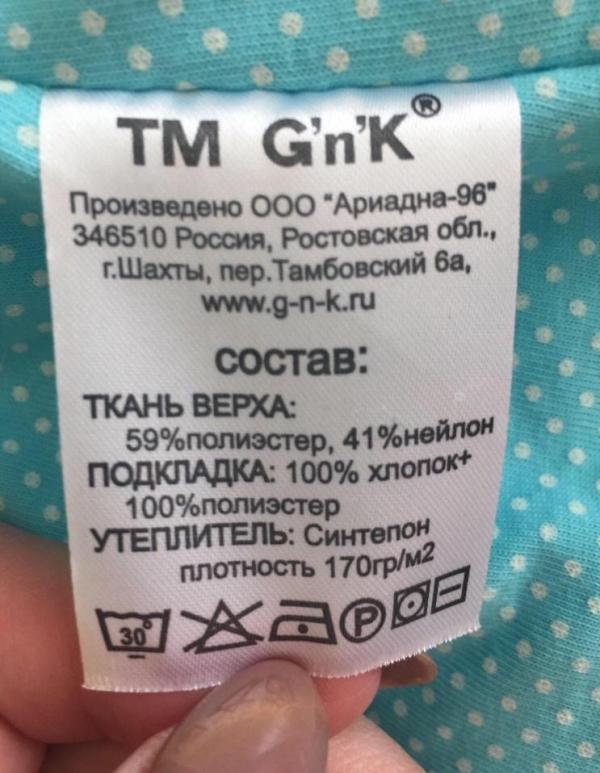 ТМ G'n'K®
Произведено ООО "Ариадна-96"
346510 Россия, Ростовская обл.,
г.Шахты, пер.Тамбовский 6а,
www.g-n-k.ru
состав:
ТКАНЬ ВЕРХА:
59%полиэстер, 41%нейлон
ПОДКЛАДКА: 100% хлопок+
100%полиэстер
УТЕПЛИТЕЛЬ: Синтепон
плотность 170гр/м2
30° P